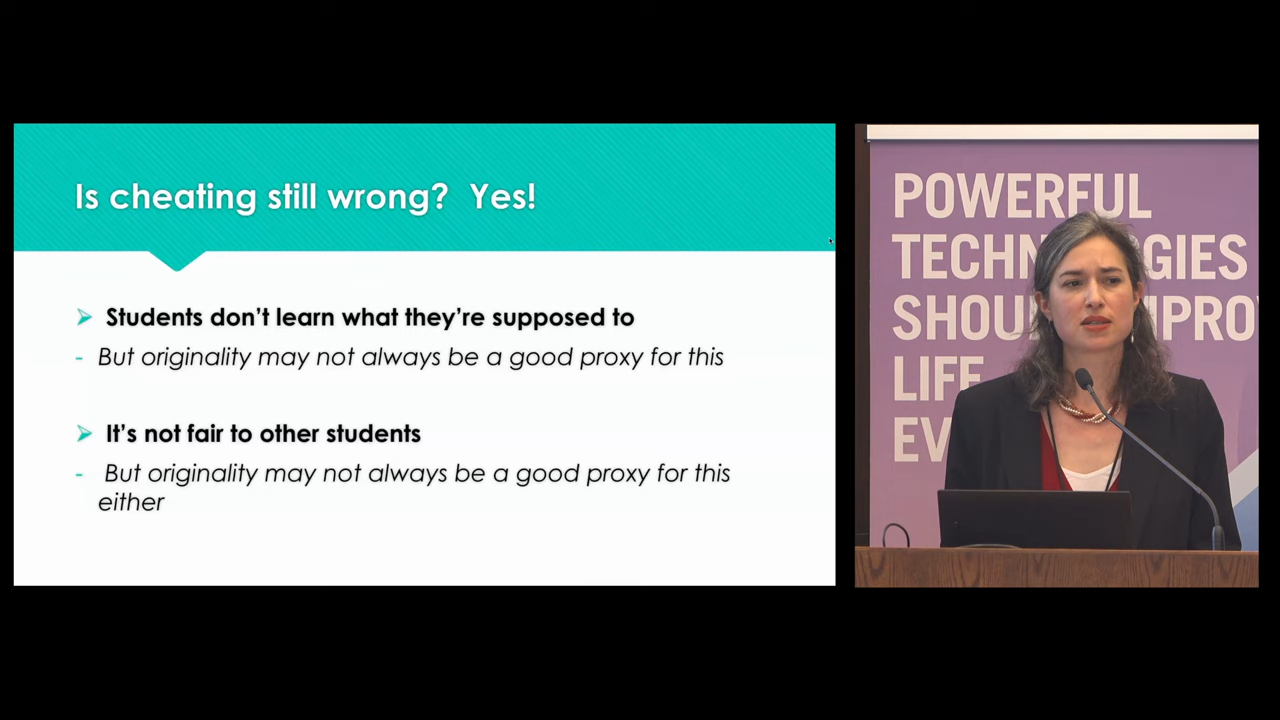 Is cheating still wrong?  Yes!
Students don't learn what they're supposed to
- But originality may not always be a good proxy for this
It's not fair to other students
- But originality may not always be a good proxy for this
either
POWERFUL
SHOU
LIFE